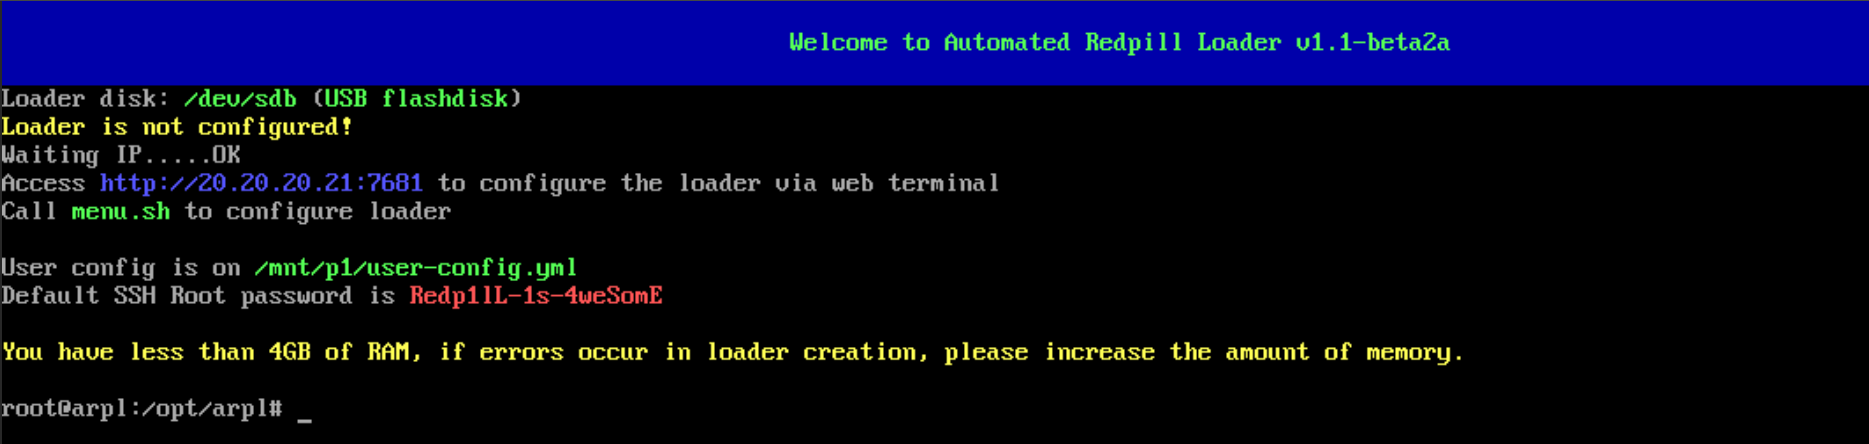 Welcome to Automated Redpill Loader v1.1-beta2a
Loader disk: /dev/sdb (USB flashdisk)
Loader is not configured!
Waiting IP.....OK
Access http://20.20.20.21:7681 to configure the loader via web terminal
Call menu.sh to configure loader
User config is on /mnt/p1/user-config.yml
Default SSH Root password is Redp1lL-1s-4weSomE
You have less than 4GB of RAM, if errors occur in loader creation, please increase the amount of memory.
root@arpl:/opt/arpl# _